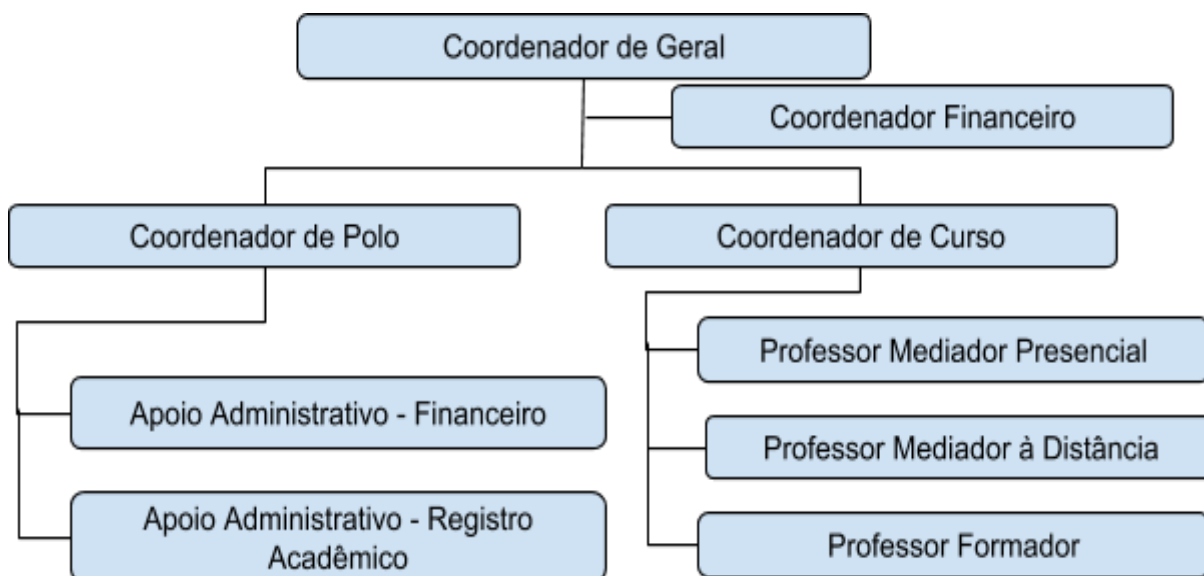 Coordenador de Geral
Coordenador Financeiro
Coordenador de Polo
Coordenador de Curso
Professor Mediador Presencial
Apoio Administrativo - Financeiro
Professor Mediador à Distância
Apoio Administrativo - Registro
Acadêmico
Professor Formador